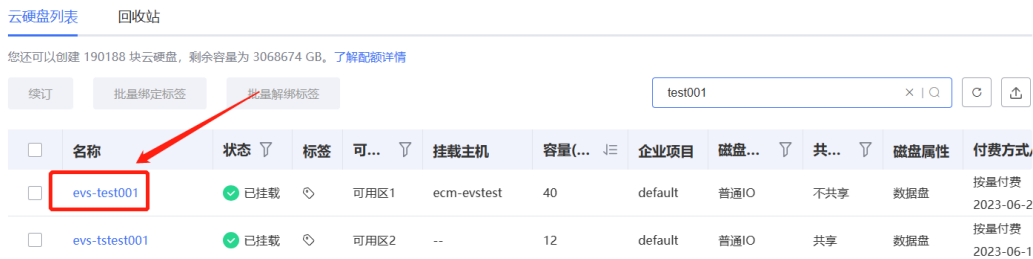 云硬盘列表 回收站
您还可以创建 190188 块云硬盘，剩余容量为 3068674 GB。了解配额详情
续订 批量绑定标签 批量解绑标签 test001
名称 状态 标签 可... 挂载主机 容量(... 企业项目 磁盘... 共... 磁盘属性 付费方式/
evs-test001 已挂载 可用区1 ecm-evstest 40 default 普通IO 不共享 数据盘 按量付费
2023-06-2
evs-tstest001 已挂载 可用区2 -- 12 default 普通IO 共享 数据盘 按量付费
2023-06-1